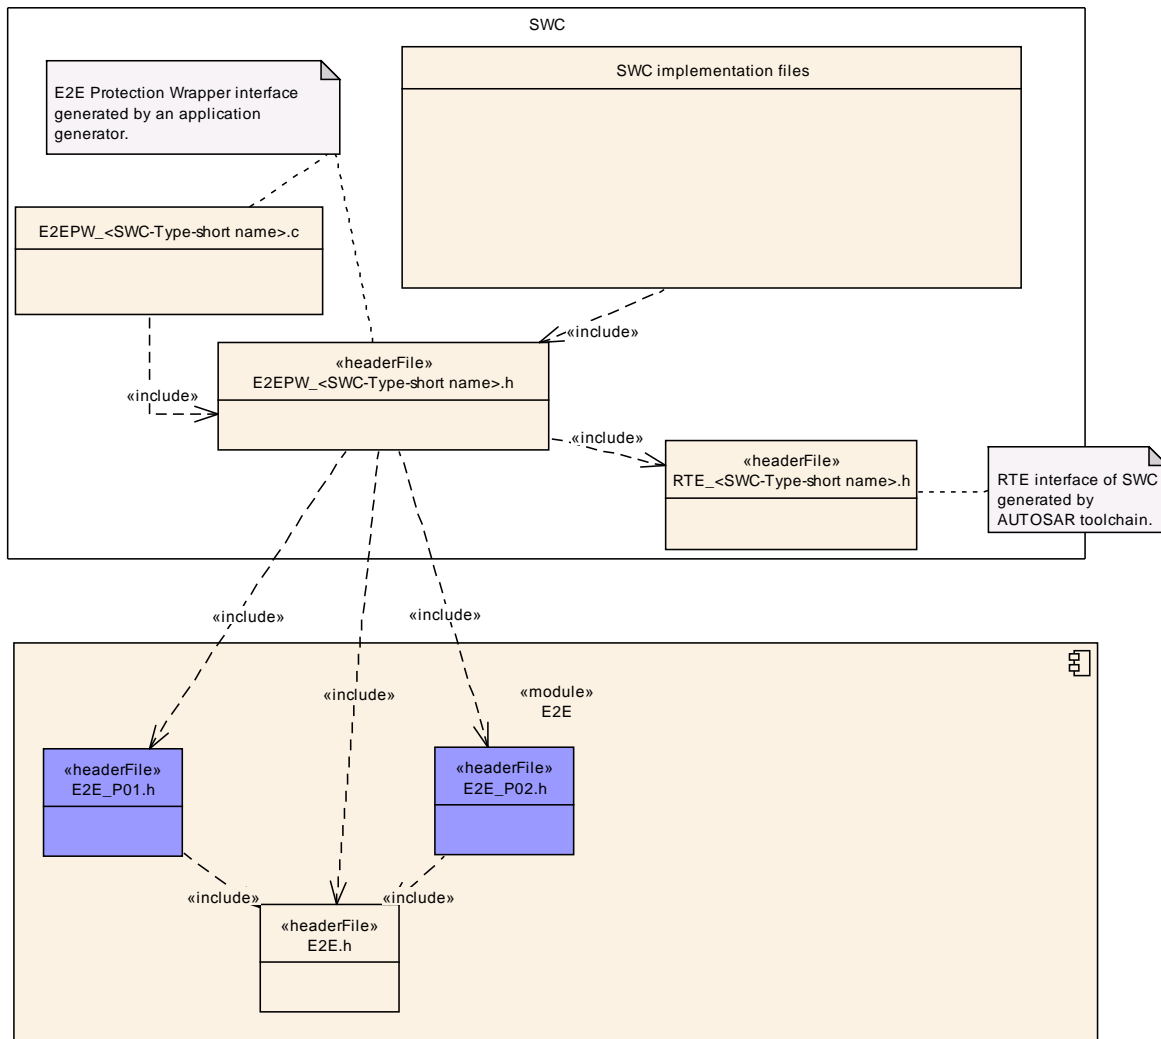 SWC
SWC implementation files
E2E Protection Wrapper interface
generated by an application
generator.
E2EPW_<SWC-Type-short name>.c
«include»
«headerFile»
E2EPW_<SWC-Type-short name>.h
«include»
«include»
«headerFile»
RTE_<SWC-Type-short name>.h
RTE interface of SWC
generated by
AUTOSAR toolchain.
«include»
«include»
«include»
«module»
E2E
«headerFile»
E2E_P01.h
«headerFile»
E2E_P02.h
«include»
«include»
«headerFile»
E2E.h